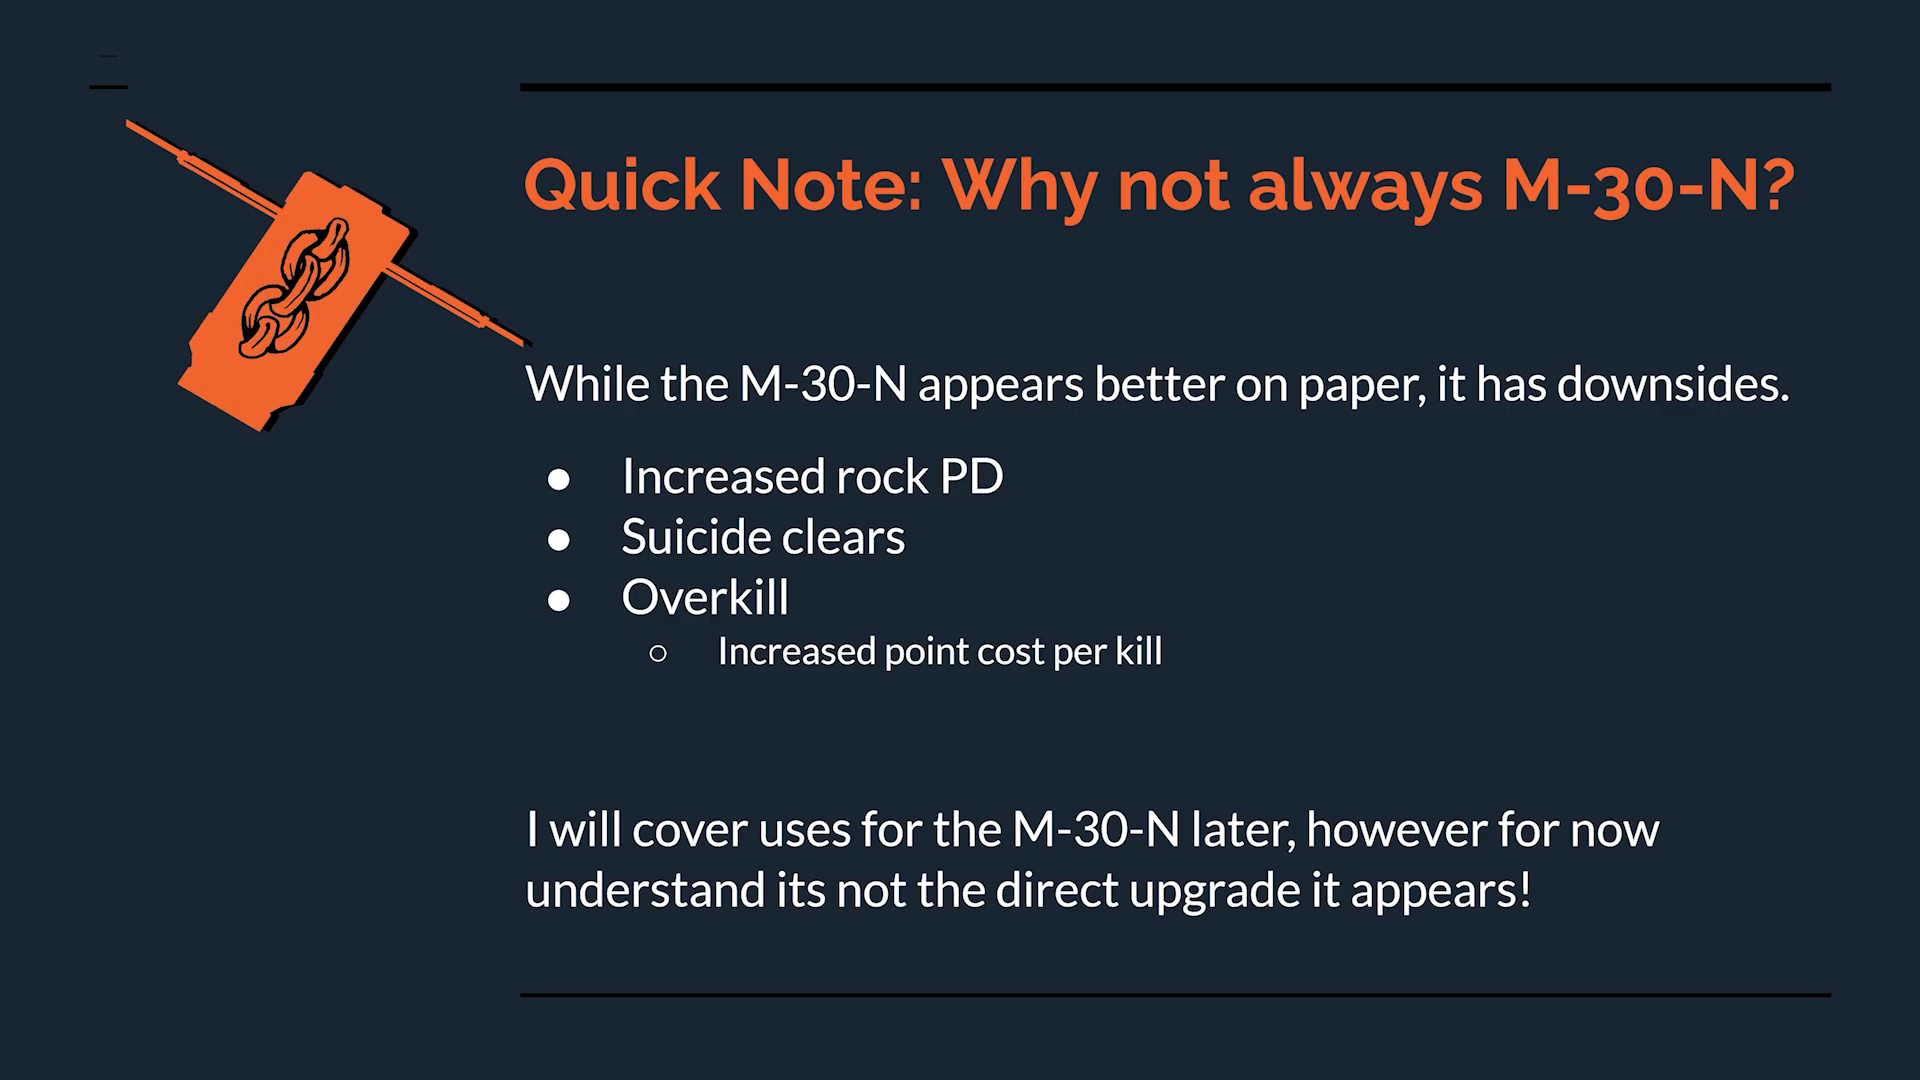 Quick Note: Why not always M-30-N?
While the M-30-N appears better on paper, it has downsides.
● Increased rock PD
● Suicide clears
● Overkill
○ Increased point cost per kill
I will cover uses for the M-30-N later, however for now
understand its not the direct upgrade it appears!